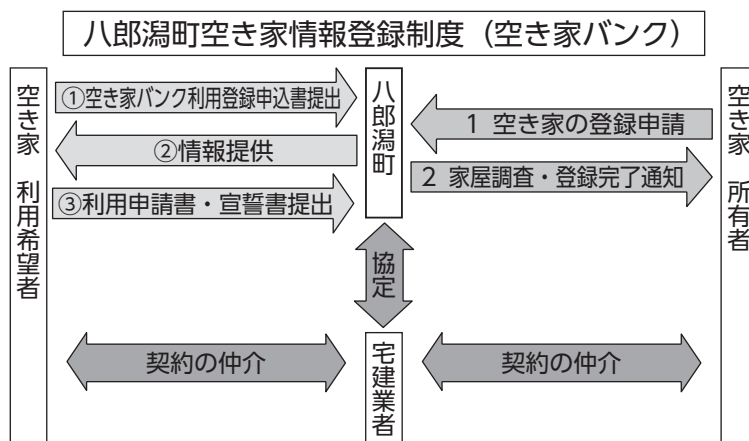 八郎潟町空き家情報登録制度（空き家バンク）
空き家 利用希望者
①空き家バンク利用登録申込書提出
②情報提供
③利用申請書・宣誓書提出
八郎潟町
1 空き家の登録申請
2 家屋調査・登録完了通知
空き家 所有者
協定
契約の仲介
宅建業者
契約の仲介